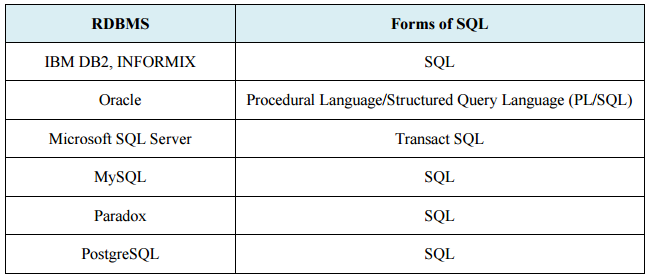 RDBMS Forms of SQL
IBM DB2, INFORMIX SQL
Oracle Procedural Language/Structured Query Language (PL/SQL)
Microsoft SQL Server Transact SQL
MySQL SQL
Paradox SQL
PostgreSQL SQL